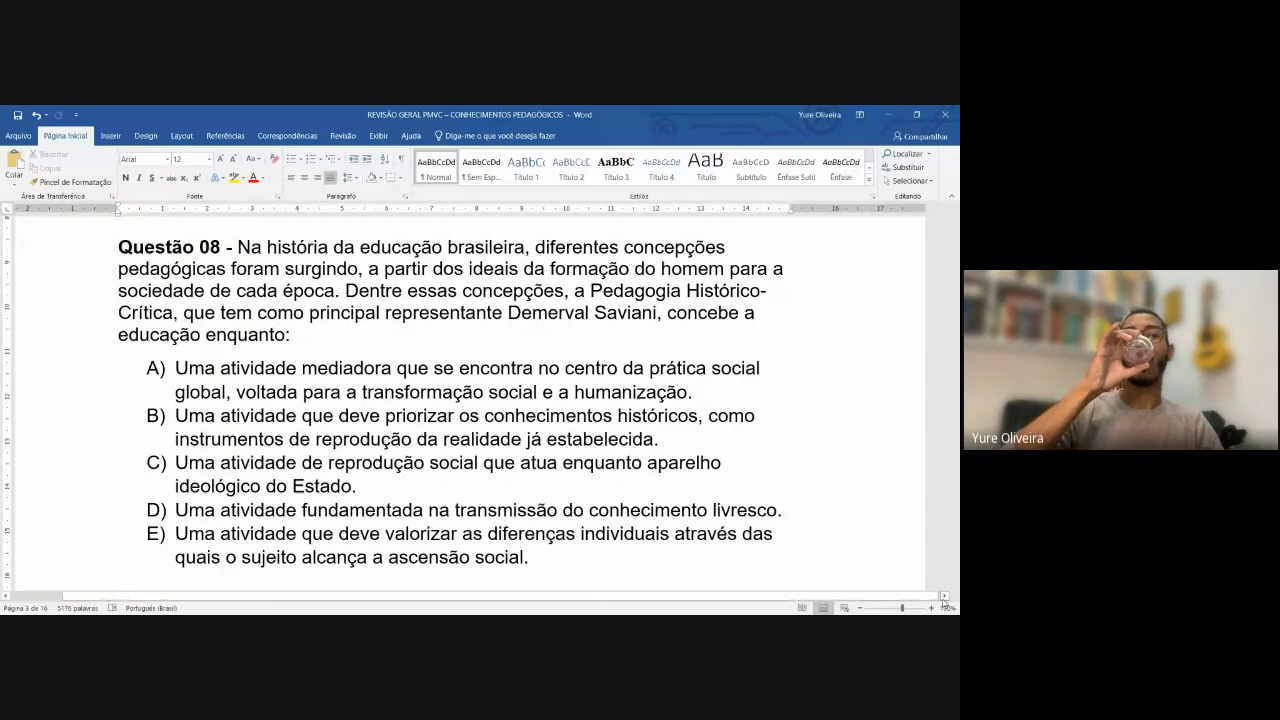 REVISÃO GERAL PMVC – CONHECIMENTOS PEDAGÓGICOS - Word
Yure Oliveira
Arquivo Página Inicial Inserir Design Layout Referências Correspondências Revisão Exibir Ajuda Diga-me o que você deseja fazer Compartilhar
Colar
Recortar
Copiar
Pincel de Formatação
Área de Transferência
Arial 12
N I S abc x₂ x²
Fonte
Parágrafo
AaBbCcDd AaBbCcDd AaBbC AaBbCcC AaBbC AaBbCcDd AaB AaBbCcD AaBbCcDd AaBbCcDd
¶ Normal ¶ Sem Esp... Título 1 Título 2 Título 3 Título 4 Título Subtítulo Ênfase Sutil Ênfase
Estilos
Localizar
Substituir
Selecionar
Editando
Questão 08 - Na história da educação brasileira, diferentes concepções
pedagógicas foram surgindo, a partir dos ideais da formação do homem para a
sociedade de cada época. Dentre essas concepções, a Pedagogia Histórico-
Crítica, que tem como principal representante Demerval Saviani, concebe a
educação enquanto:
A) Uma atividade mediadora que se encontra no centro da prática social
global, voltada para a transformação social e a humanização.
B) Uma atividade que deve priorizar os conhecimentos históricos, como
instrumentos de reprodução da realidade já estabelecida.
C) Uma atividade de reprodução social que atua enquanto aparelho
ideológico do Estado.
D) Uma atividade fundamentada na transmissão do conhecimento livresco.
E) Uma atividade que deve valorizar as diferenças individuais através das
quais o sujeito alcança a ascensão social.
Página 3 de 16 5176 palavras Português (Brasil)
Yure Oliveira